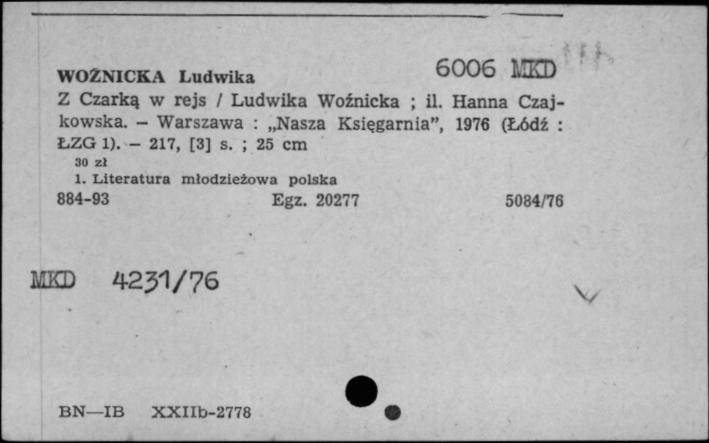 6006 MKD
WOŹNICKA Ludwika
Z Czarką w rejs / Ludwika Woźnicka ; il. Hanna Czaj-
kowska. — Warszawa : „Nasza Księgarnia”, 1976 (Łódź :
ŁZG 1). — 217, [3] s. ; 25 cm
30 zł
1. Literatura młodzieżowa polska
884-93 Egz. 20277 5084/76
MKD 4231/76
BN—IB XXIIb-2778